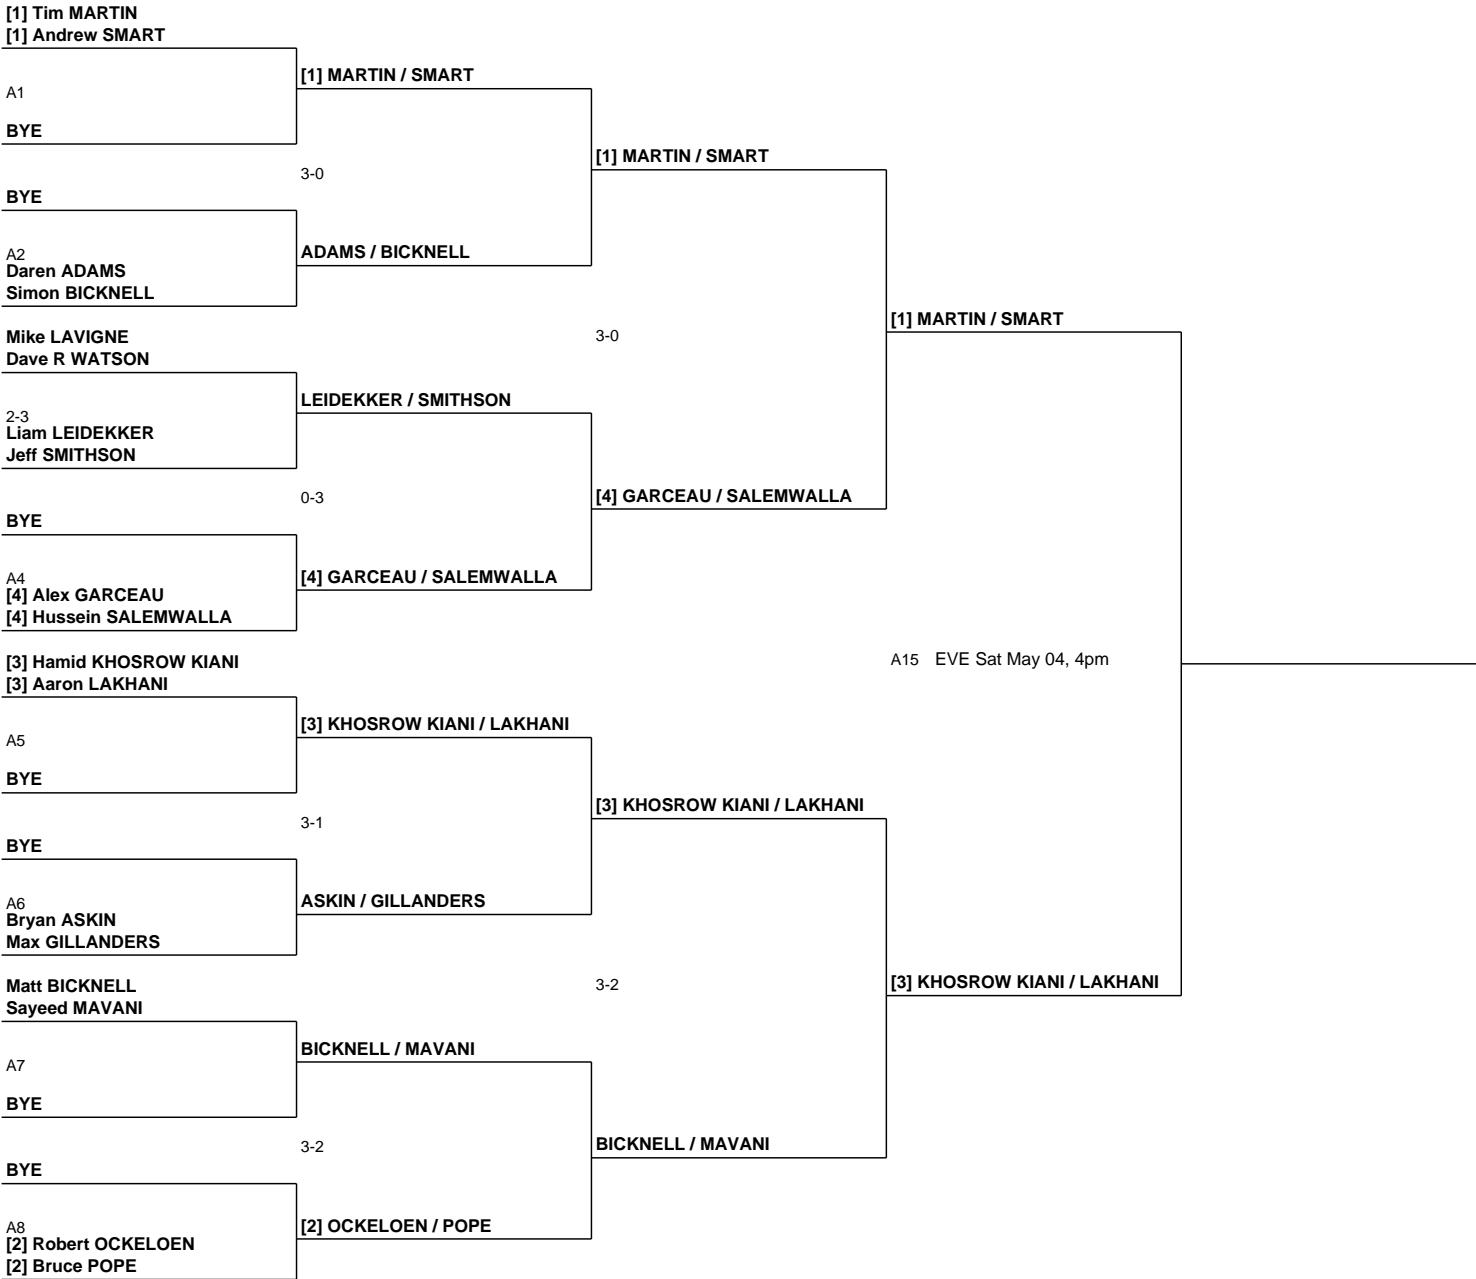 [1] Tim MARTIN
[1] Andrew SMART
[1] MARTIN / SMART
A1
BYE
[1] MARTIN / SMART
3-0
BYE
ADAMS / BICKNELL
A2
Daren ADAMS
Simon BICKNELL
[1] MARTIN / SMART
Mike LAVIGNE
3-0
Dave R WATSON
LEIDEKKER / SMITHSON
2-3
Liam LEIDEKKER
Jeff SMITHSON
0-3
[4] GARCEAU / SALEMWALLA
BYE
A4
[4] GARCEAU / SALEMWALLA
[4] Alex GARCEAU
[4] Hussein SALEMWALLA
[3] Hamid KHOSROW KIANI
A15 EVE Sat May 04, 4pm
[3] Aaron LAKHANI
[3] KHOSROW KIANI / LAKHANI
A5
BYE
[3] KHOSROW KIANI / LAKHANI
3-1
BYE
ASKIN / GILLANDERS
A6
Bryan ASKIN
Max GILLANDERS
Matt BICKNELL
3-2
[3] KHOSROW KIANI / LAKHANI
Sayeed MAVANI
BICKNELL / MAVANI
A7
BYE
3-2
BICKNELL / MAVANI
BYE
A8
[2] OCKELOEN / POPE
[2] Robert OCKELOEN
[2] Bruce POPE